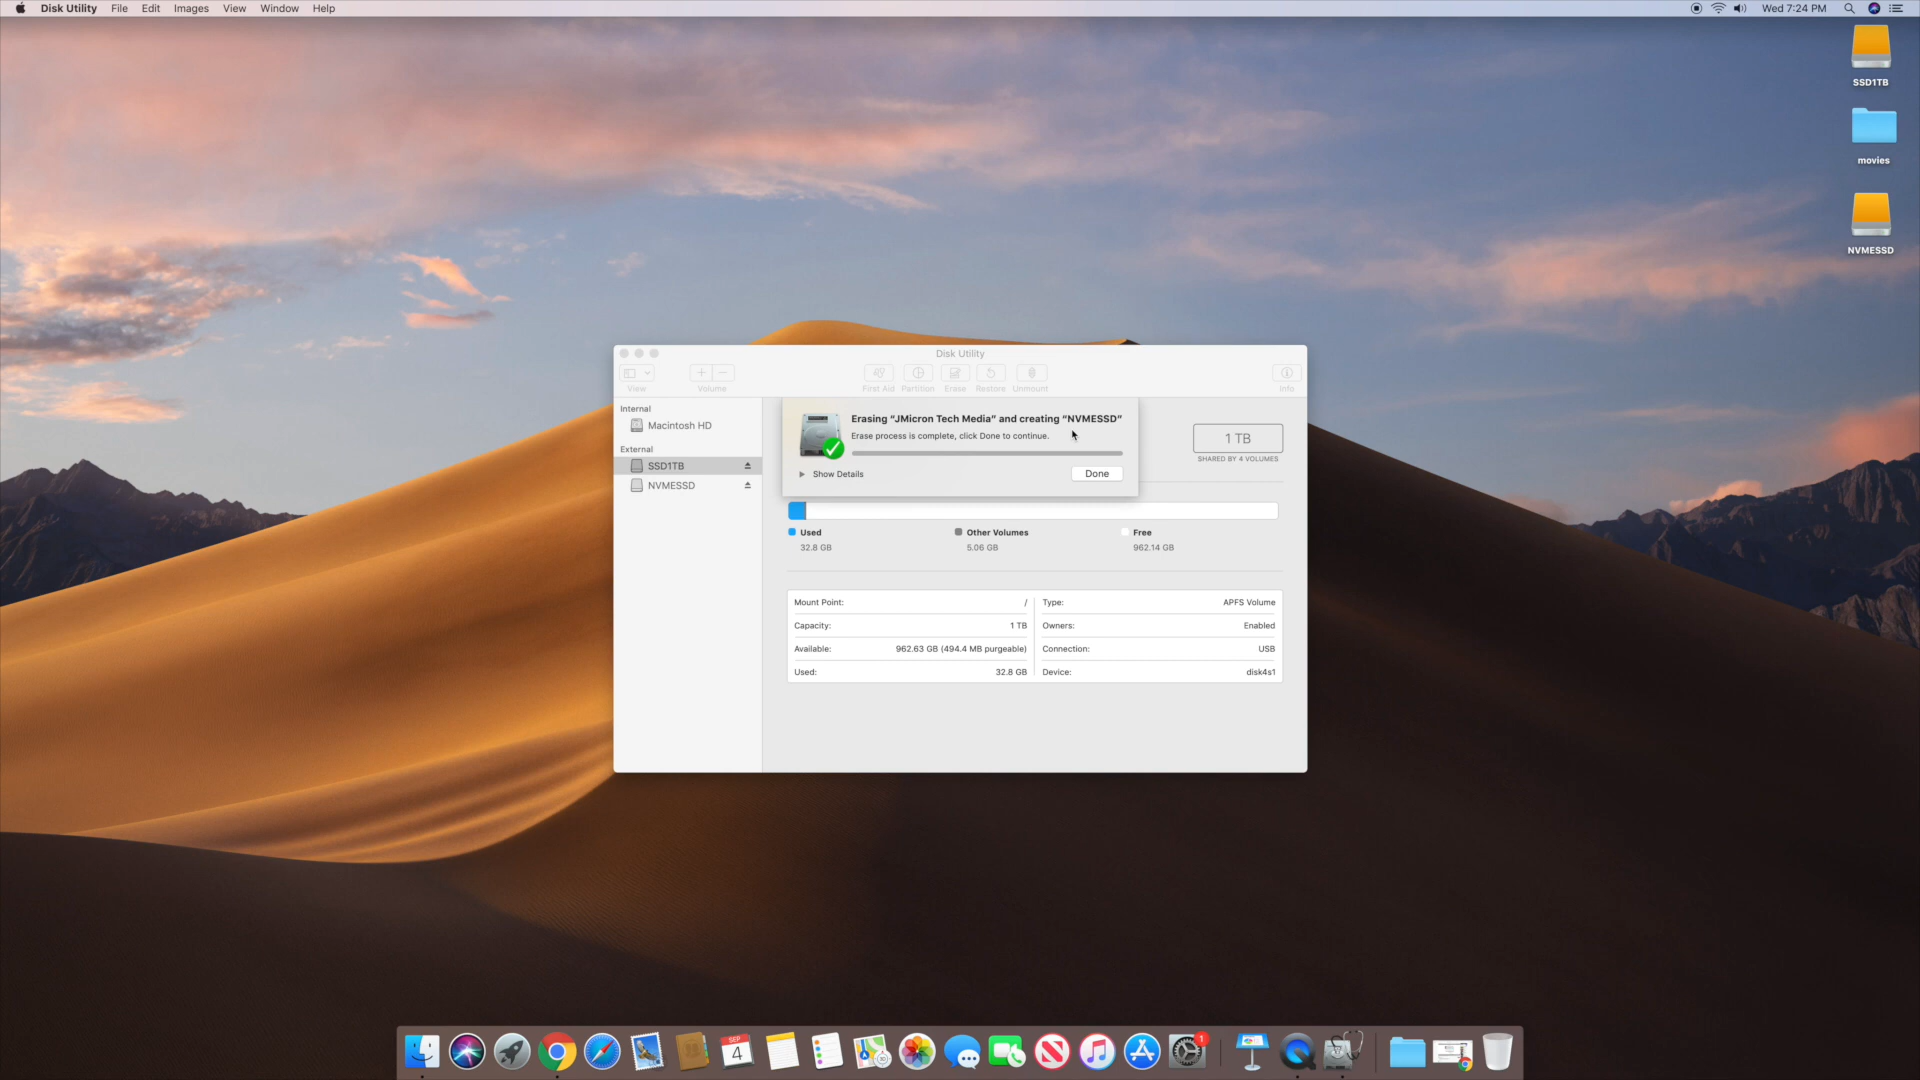 Disk Utility File Edit Images View Window Help
Wed 7:24 PM
SSD1TB
movies
NVMESSD
Disk Utility
View
Volume
First Aid Partition Erase Restore Unmount
Info
Internal
Macintosh HD
External
SSD1TB
NVMESSD
Erasing “JMicron Tech Media” and creating “NVMESSD”
Erase process is complete, click Done to continue.
Show Details
Done
1 TB
SHARED BY 4 VOLUMES
Used
32.8 GB
Other Volumes
5.06 GB
Free
962.14 GB
Mount Point: /
Type: APFS Volume
Capacity: 1 TB
Owners: Enabled
Available: 962.63 GB (494.4 MB purgeable)
Connection: USB
Used: 32.8 GB
Device: disk4s1
SEP
4
1